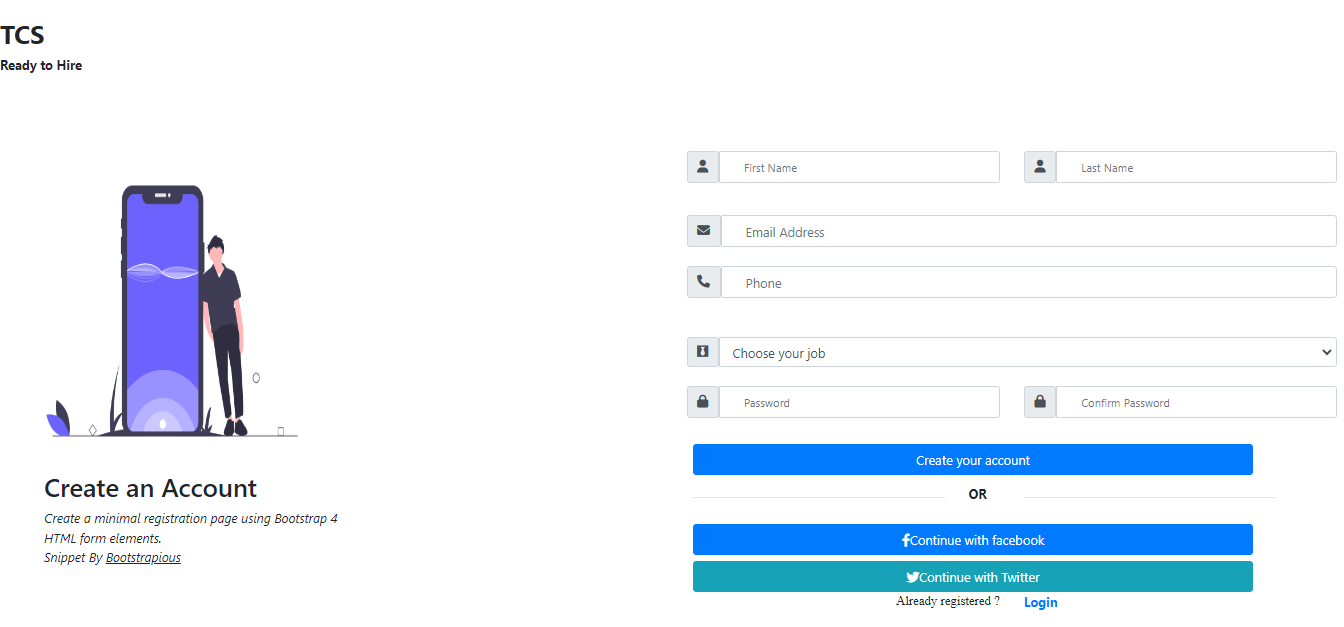 TCS
Ready to Hire
First Name
Last Name
Email Address
Phone
Choose your job
Password
Confirm Password
Create your account
OR
Continue with facebook
Continue with Twitter
Already registered ? Login
Create an Account
Create a minimal registration page using Bootstrap 4
HTML form elements.
Snippet By Bootstrapious